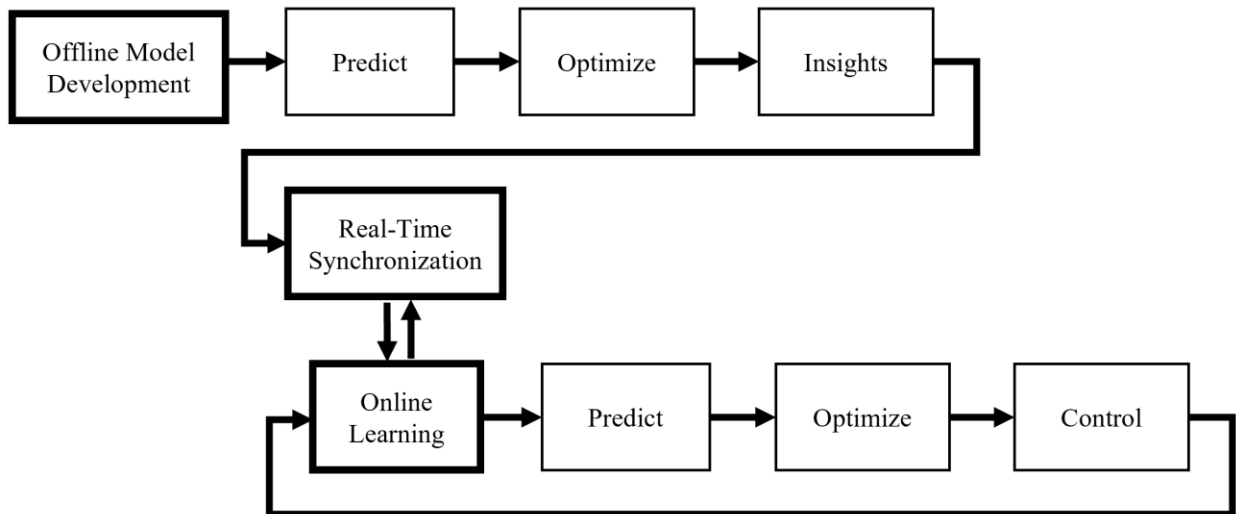 Offline Model
Development
Predict
Optimize
Insights
Real-Time
Synchronization
Online
Learning
Predict
Optimize
Control